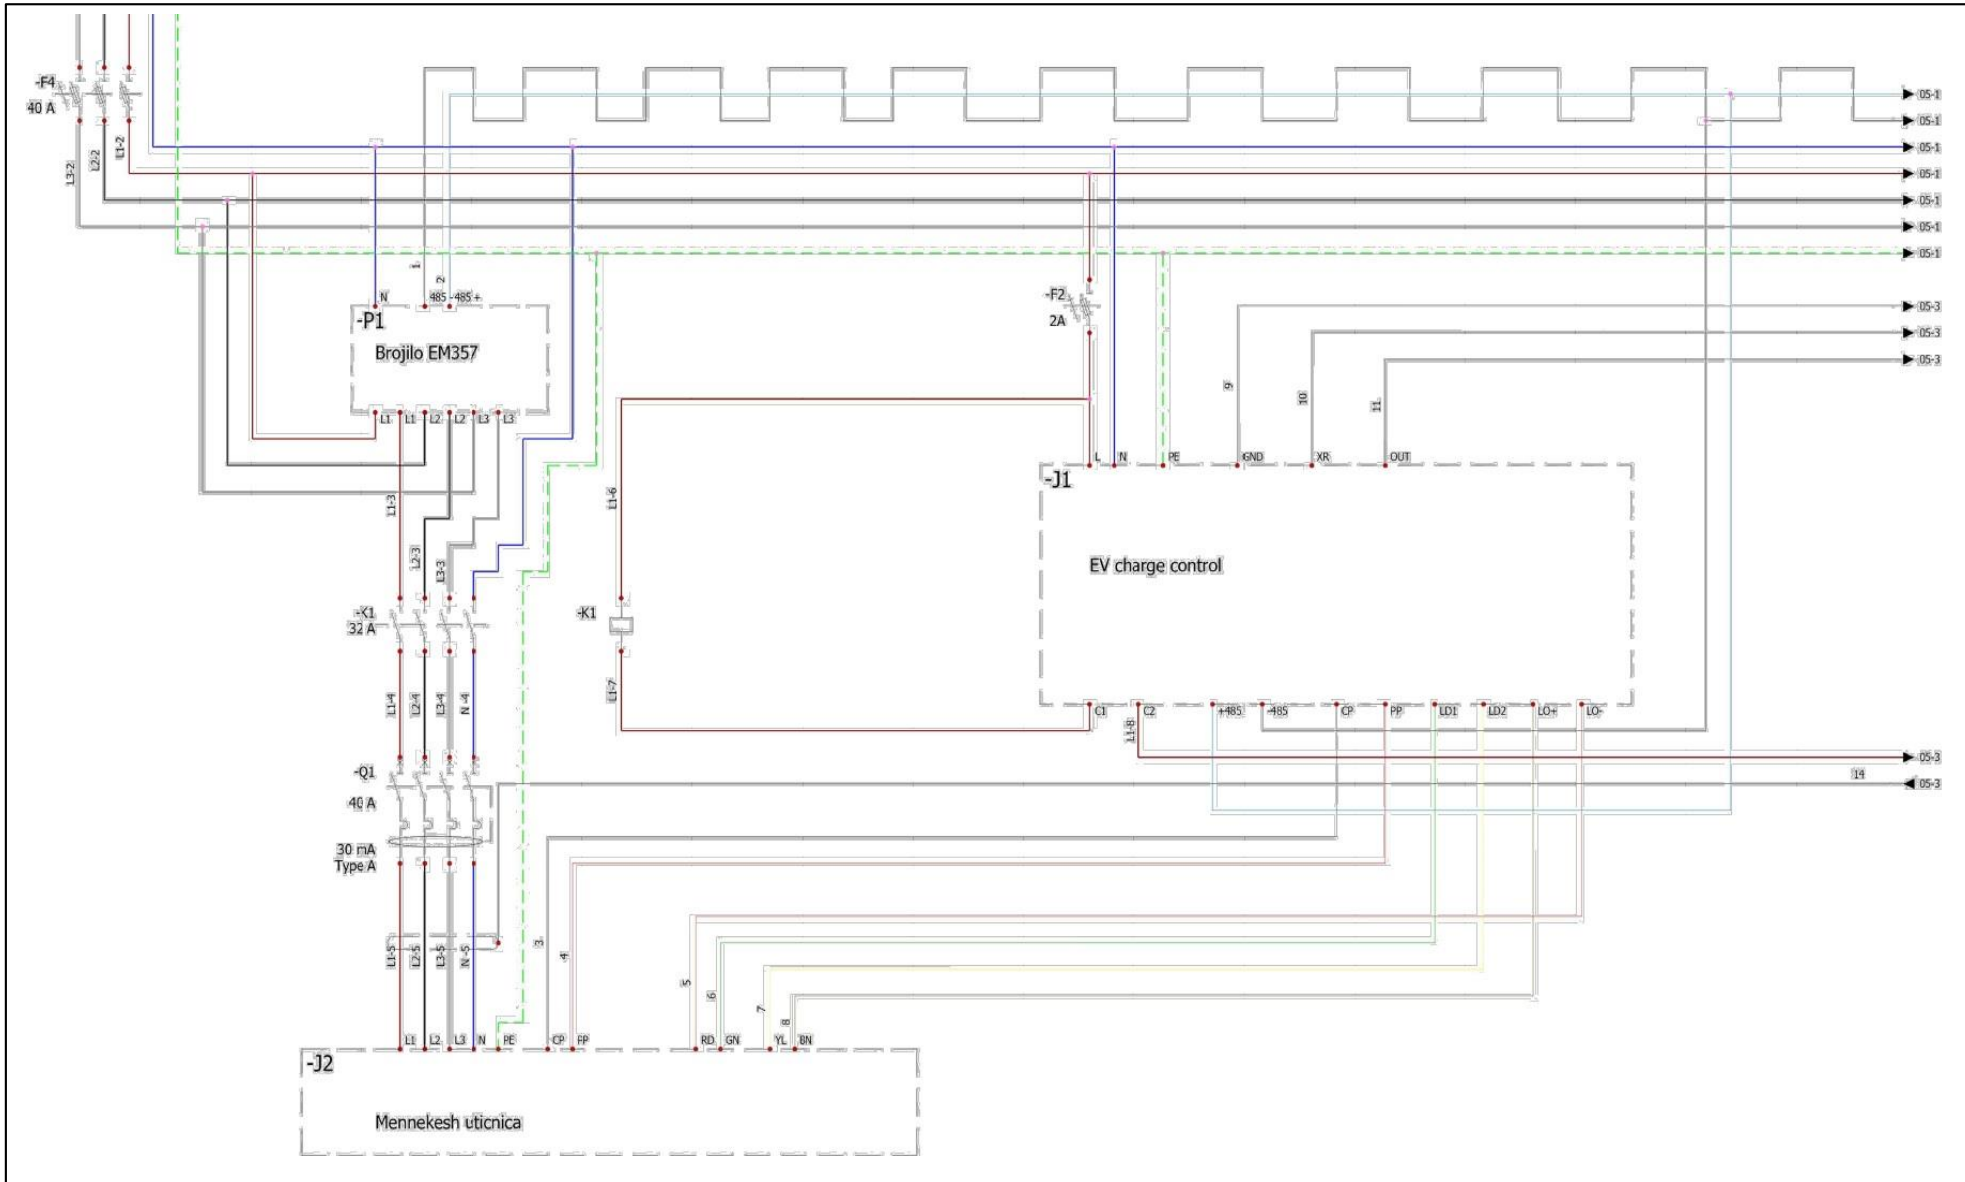 -F4
40 A
L3-2
L2-2
L1-2
05-1
05-1
05-1
05-1
05-1
05-1
05-1
1
2
N
485 -
485 +
-P1
Brojilo EM357
L1
L1
L2
L2
L3
L3
-F2
2A
05-3
05-3
05-3
9
10
11
L
N
PE
GND
XR
OUT
-J1
EV charge control
L1-3
L2-3
L3-3
L1-6
-K1
32 A
-K1
L1-7
L1-4
L2-4
L3-4
N -4
C1
C2
+485
-485
CP
PP
LD1
LD2
LO+
LO-
L1-8
05-3
14
05-3
-Q1
40 A
30 mA
Type A
L1-5
L2-5
L3-5
N -5
3
4
5
6
7
8
L1
L2
L3
N
PE
CP
PP
RD
GN
YL
BN
-J2
Mennekesh uticnica